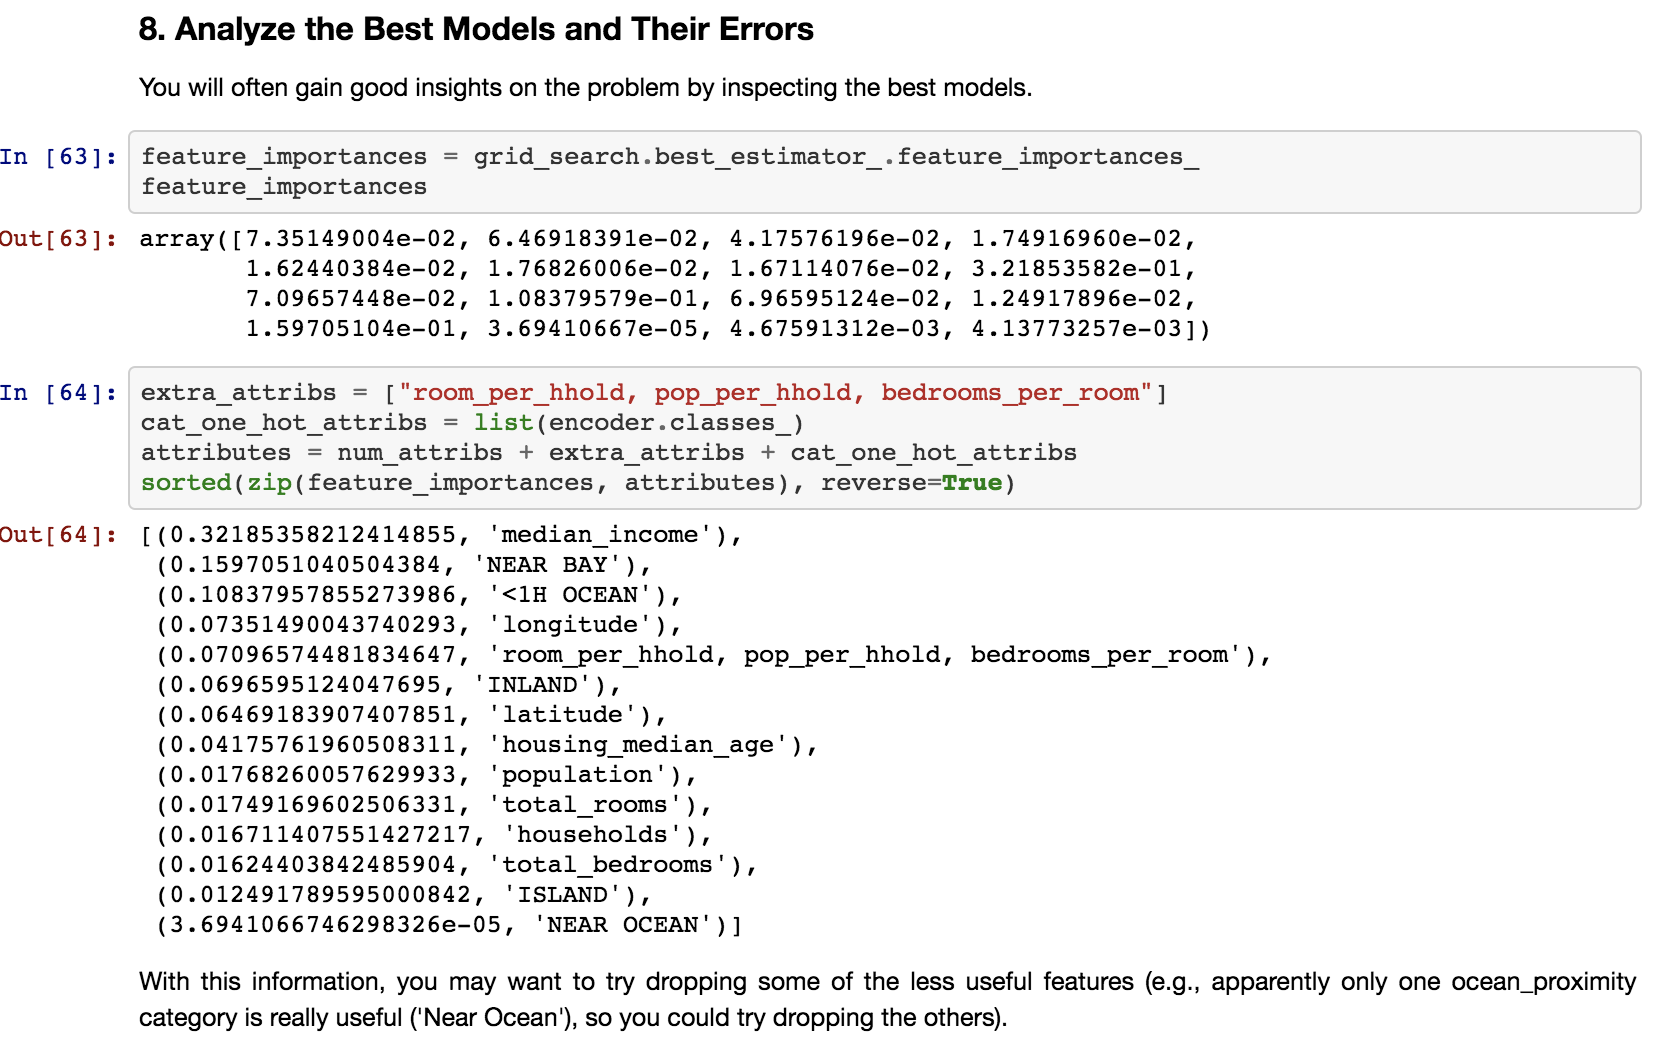 8. Analyze the Best Models and Their Errors
You will often gain good insights on the problem by inspecting the best models.
In [63]: feature_importances = grid_search.best_estimator_.feature_importances_
feature_importances
Out[63]: array([7.35149004e-02, 6.46918391e-02, 4.17576196e-02, 1.74916960e-02,
1.62440384e-02, 1.76826006e-02, 1.67114076e-02, 3.21853582e-01,
7.09657448e-02, 1.08379579e-01, 6.96595124e-02, 1.24917896e-02,
1.59705104e-01, 3.69410667e-05, 4.67591312e-03, 4.13773257e-03])
In [64]: extra_attribs = ["room_per_hhold, pop_per_hhold, bedrooms_per_room"]
cat_one_hot_attribs = list(encoder.classes_)
attributes = num_attribs + extra_attribs + cat_one_hot_attribs
sorted(zip(feature_importances, attributes), reverse=True)
Out[64]: [(0.32185358212414855, 'median_income'),
(0.1597051040504384, 'NEAR BAY'),
(0.10837957855273986, '<1H OCEAN'),
(0.07351490043740293, 'longitude'),
(0.07096574481834647, 'room_per_hhold, pop_per_hhold, bedrooms_per_room'),
(0.0696595124047695, 'INLAND'),
(0.06469183907407851, 'latitude'),
(0.04175761960508311, 'housing_median_age'),
(0.01768260057629933, 'population'),
(0.01749169602506331, 'total_rooms'),
(0.016711407551427217, 'households'),
(0.01624403842485904, 'total_bedrooms'),
(0.012491789595000842, 'ISLAND'),
(3.6941066746298326e-05, 'NEAR OCEAN')]
With this information, you may want to try dropping some of the less useful features (e.g., apparently only one ocean_proximity
category is really useful ('Near Ocean'), so you could try dropping the others).